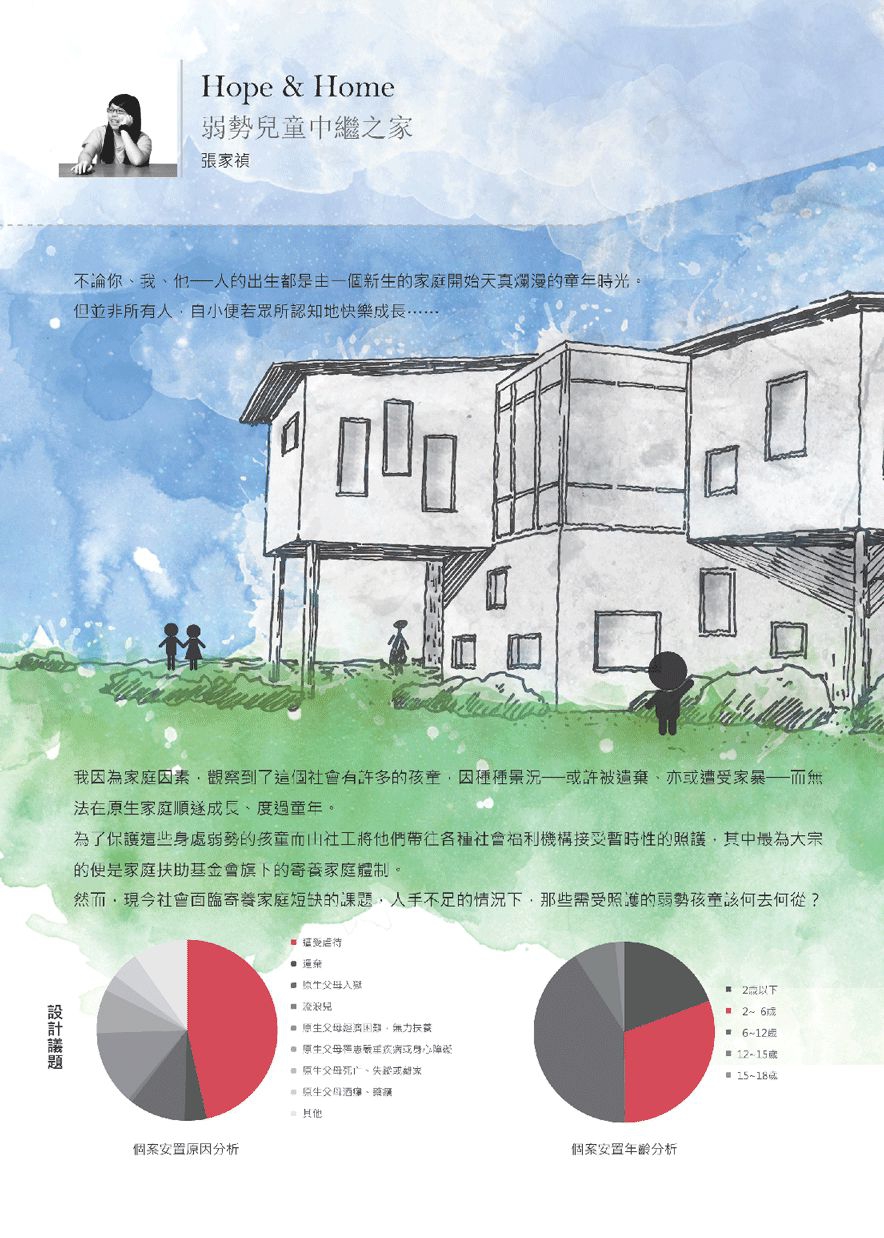 Hope & Home
弱勢兒童中繼之家
張家禎
不論你、我、他──人的出生都是由一個新生的家庭開始天真爛漫的童年時光。
但並非所有人，自小便若眾所認知地快樂成長⋯⋯
我因為家庭因素，觀察到了這個社會有許多的孩童，因種種景況──或許被遺棄、亦或遭受家暴──而無
法在原生家庭順遂成長、度過童年。
為了保護這些身處弱勢的孩童而由社工將他們帶往各種社會福利機構接受暫時性的照護，其中最為大宗
的便是家庭扶助基金會旗下的寄養家庭體制。
然而，現今社會面臨寄養家庭短缺的課題，人手不足的情況下，那些需受照護的弱勢孩童該何去何從？
設計議題
遭受虐待
遺棄
原生父母入獄
流浪兒
原生父母經濟困難，無力扶養
原生父母罹患嚴重疾病或身心障礙
原生父母死亡、失蹤或離家
原生父母酒癮、藥癮
其他
個案安置原因分析
2歲以下
2~ 6歲
6~12歲
12~15歲
15~18歲
個案安置年齡分析